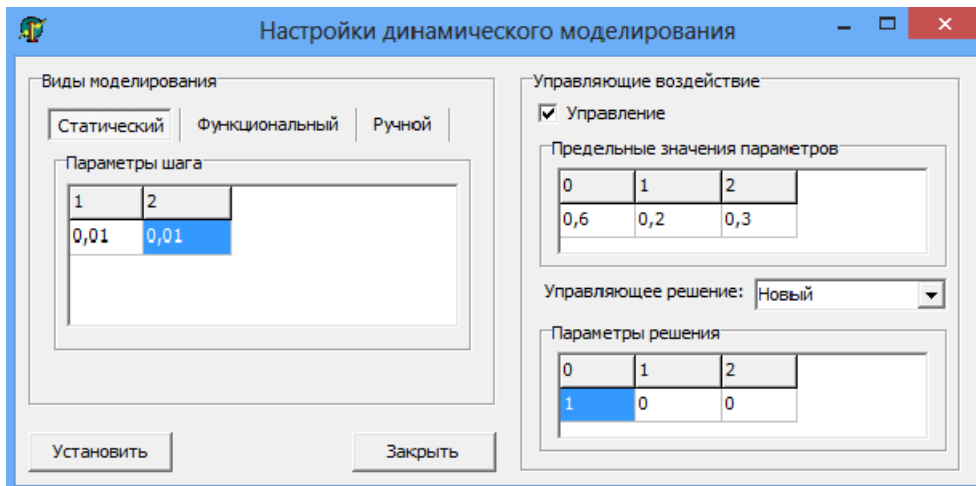 Настройки динамического моделирования
Виды моделирования
Статический Функциональный Ручной
Параметры шага
1 2
0,01 0,01
Установить Закрыть
Управляющие воздействие
Управление
Предельные значения параметров
0 1 2
0,6 0,2 0,3
Управляющее решение: Новый
Параметры решения
0 1 2
1 0 0